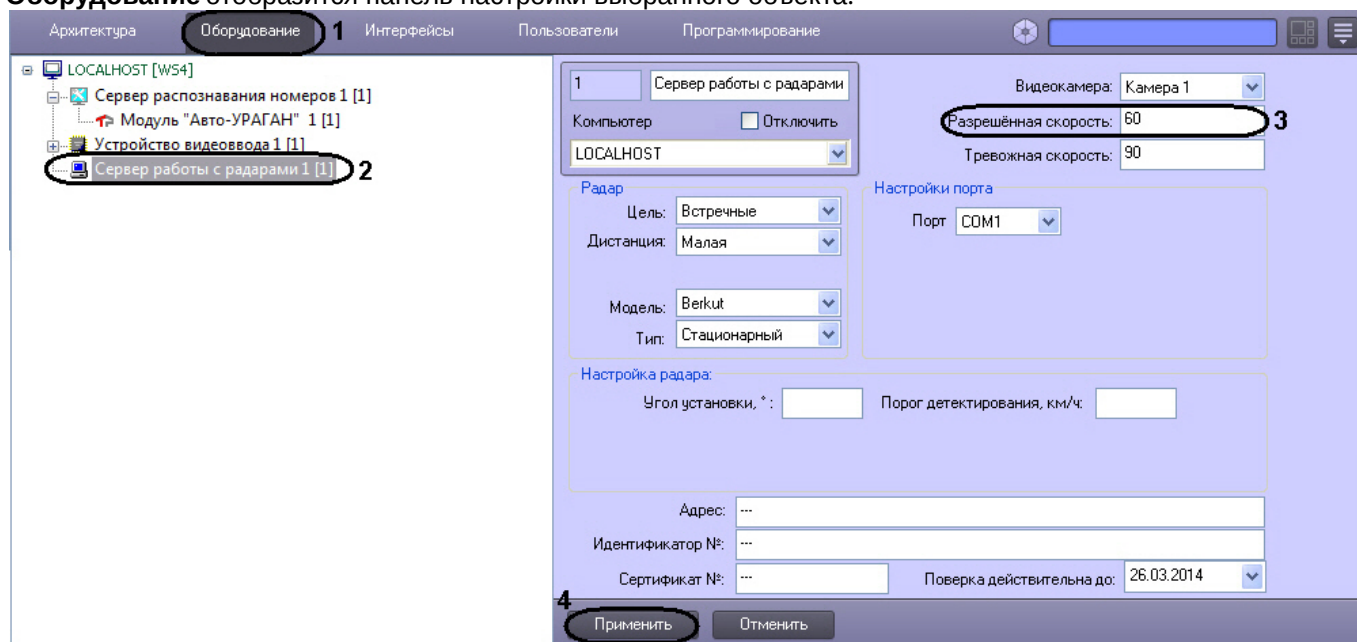 Оборудование отобразится панель настройки выбранного объекта.
Архитектура Оборудование 1 Интерфейсы Пользователи Программирование
LOCALHOST [WS4]
Сервер распознавания номеров 1 [1]
Модуль "Авто-УРАГАН" 1 [1]
Устройство видеоввода 1 [1]
Сервер работы с радарами 1 [1] 2
1 Сервер работы с радарами
Компьютер Отключить
LOCALHOST
Видеокамера: Камера 1
Разрешённая скорость: 60 3
Тревожная скорость: 90
Радар
Цель: Встречные
Дистанция: Малая
Модель: Berkut
Тип: Стационарный
Настройки порта
Порт COM1
Настройка радара:
Угол установки, ° : Порог детектирования, км/ч:
Адрес: ---
Идентификатор №: ---
Сертификат №: --- Поверка действительна до: 26.03.2014
4
Применить Отменить